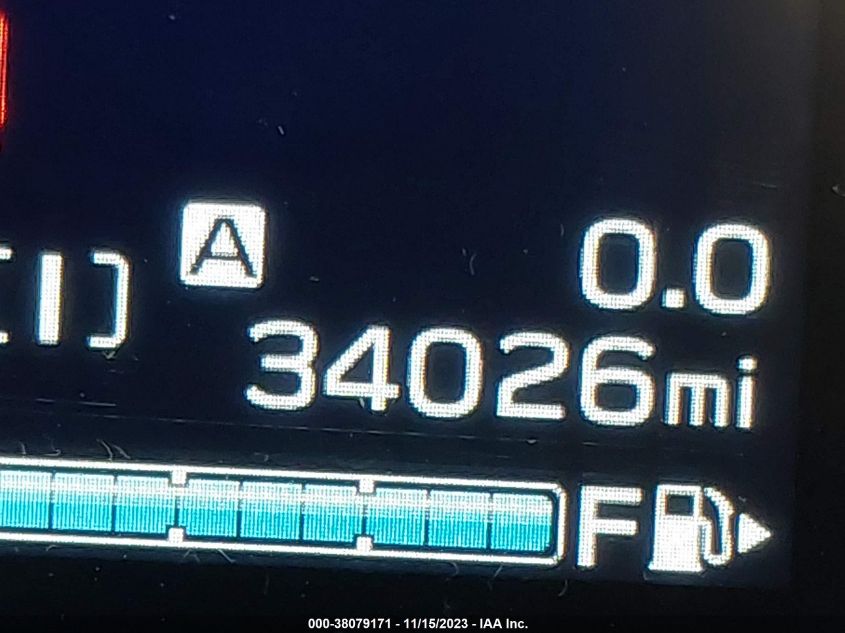 A 0.0
34026mi
F
000-38079171 - 11/15/2023 - IAA Inc.